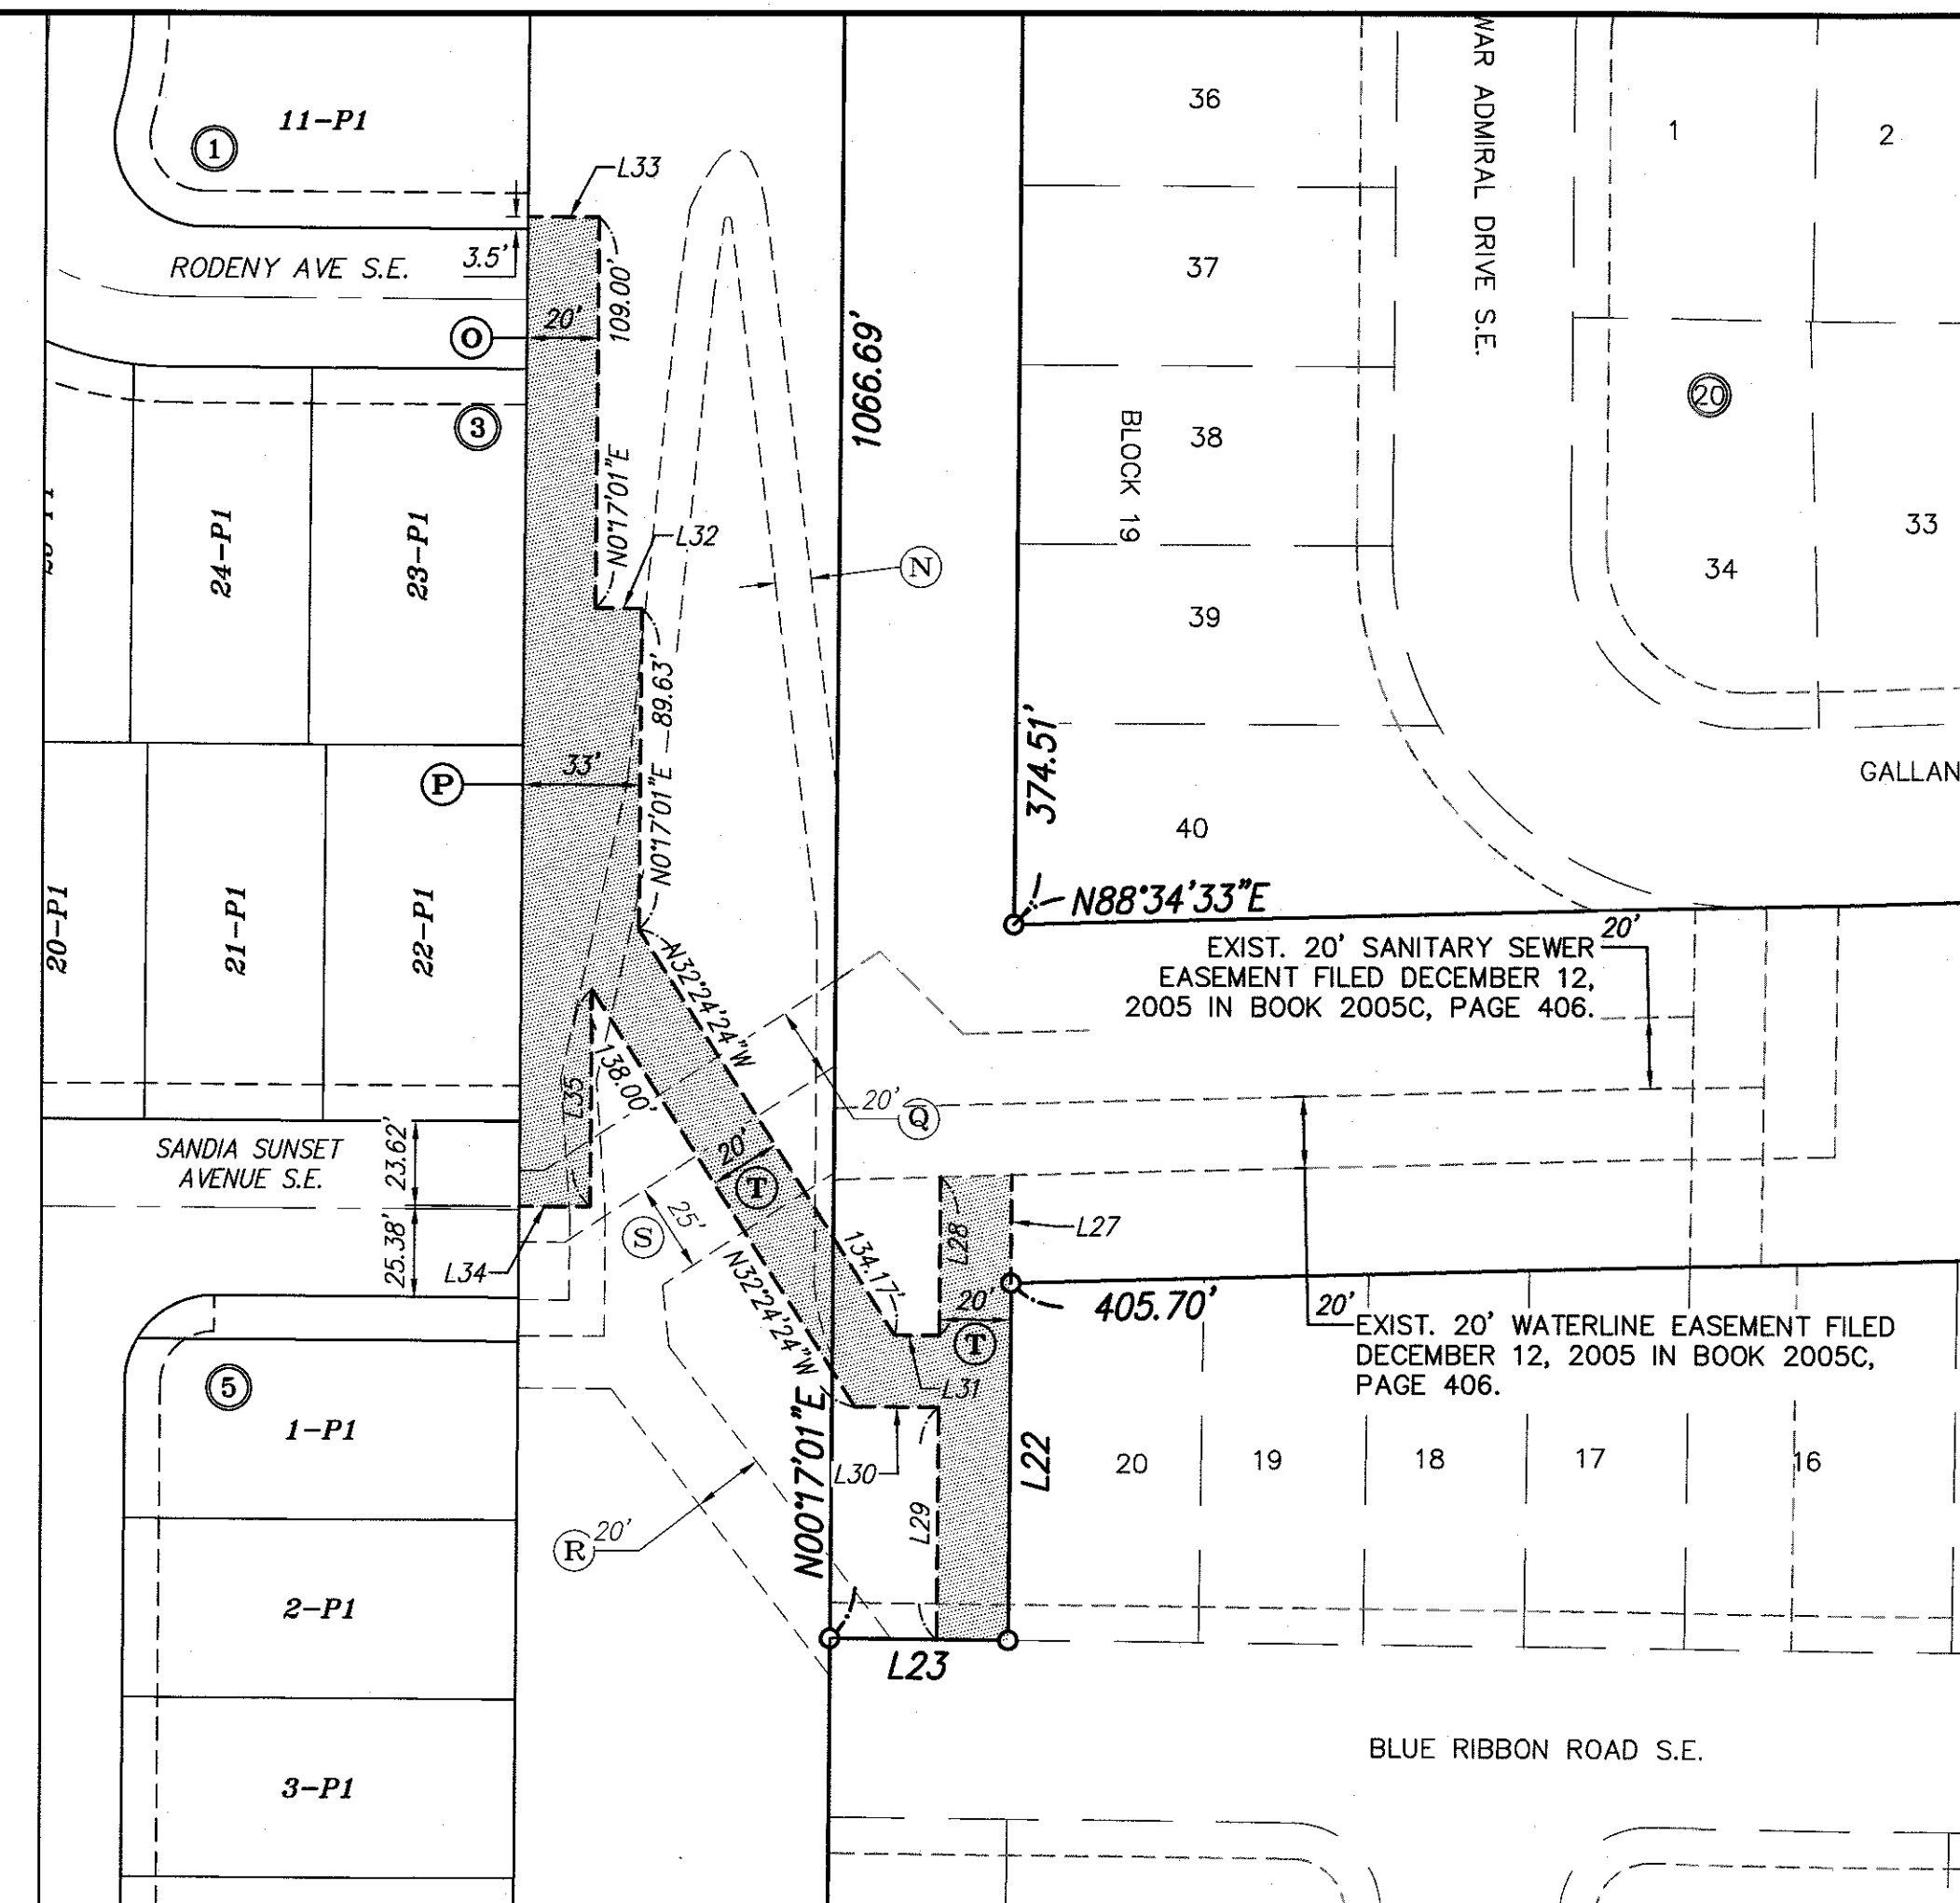 11-P1
1
L33
3.5'
RODENY AVE S.E.
O
20'
109.00'
N0°17'01"E
3
L32
24-P1
23-P1
1066.69'
N
P
33'
89.63'
N0°17'01"E
20-P1
21-P1
22-P1
N32°24'24"W
138.00'
L35
SANDIA SUNSET
AVENUE S.E.
23.62'
25.38'
L34
20'
T
20'
Q
25'
S
N32°24'24"W
134.17'
L28
L27
20'
T
L31
L30
L29
L22
N00°17'01"E
R
20'
L23
5
1-P1
2-P1
3-P1
36
37
38
39
40
BLOCK 19
WAR ADMIRAL DRIVE S.E.
1
2
20
33
34
GALLAN
374.51'
N88°34'33"E
20'
EXIST. 20' SANITARY SEWER
EASEMENT FILED DECEMBER 12,
2005 IN BOOK 2005C, PAGE 406.
405.70'
20'
EXIST. 20' WATERLINE EASEMENT FILED
DECEMBER 12, 2005 IN BOOK 2005C,
PAGE 406.
20
19
18
17
16
BLUE RIBBON ROAD S.E.